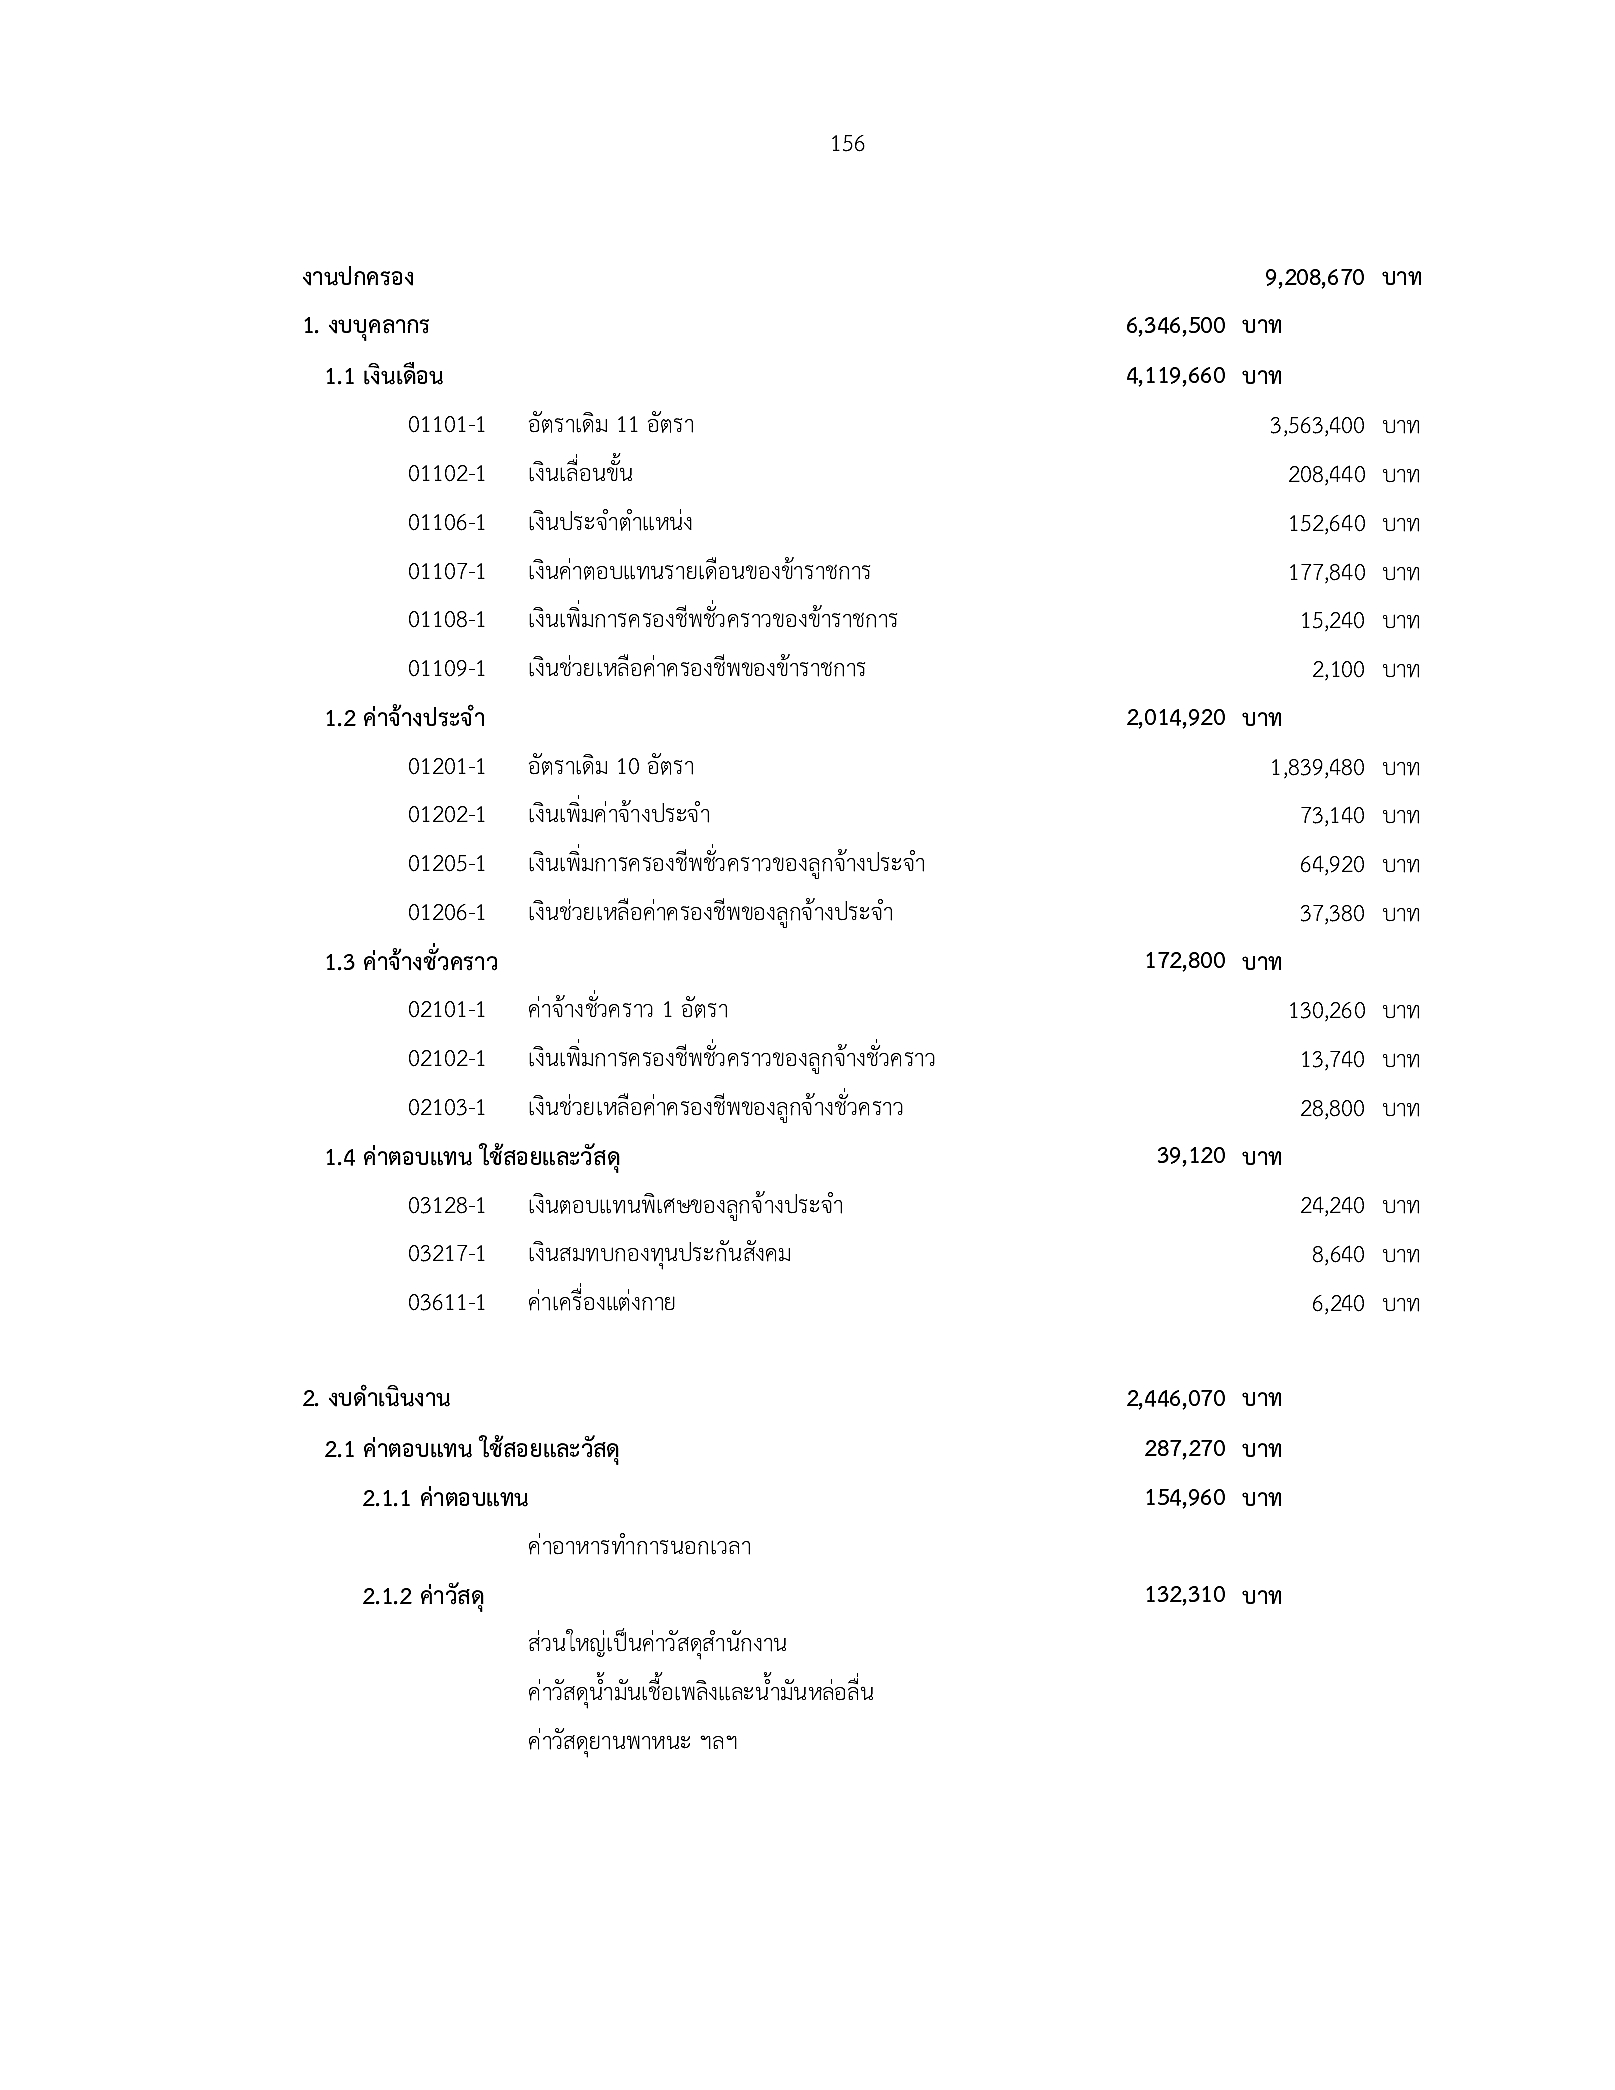 156
งานปกครอง 9,208,670 บาท
1. งบบุคลากร 6,346,500 บาท
1.1 เงินเดือน 4,119,660 บาท
01101-1 อัตราเดิม 11 อัตรา 3,563,400 บาท
01102-1 เงินเลื่อนขั้น 208,440 บาท
01106-1 เงินประจำตำแหน่ง 152,640 บาท
01107-1 เงินค่าตอบแทนรายเดือนของข้าราชการ 177,840 บาท
01108-1 เงินเพิ่มการครองชีพชั่วคราวของข้าราชการ 15,240 บาท
01109-1 เงินช่วยเหลือค่าครองชีพของข้าราชการ 2,100 บาท
1.2 ค่าจ้างประจำ 2,014,920 บาท
01201-1 อัตราเดิม 10 อัตรา 1,839,480 บาท
01202-1 เงินเพิ่มค่าจ้างประจำ 73,140 บาท
01205-1 เงินเพิ่มการครองชีพชั่วคราวของลูกจ้างประจำ 64,920 บาท
01206-1 เงินช่วยเหลือค่าครองชีพของลูกจ้างประจำ 37,380 บาท
1.3 ค่าจ้างชั่วคราว 172,800 บาท
02101-1 ค่าจ้างชั่วคราว 1 อัตรา 130,260 บาท
02102-1 เงินเพิ่มการครองชีพชั่วคราวของลูกจ้างชั่วคราว 13,740 บาท
02103-1 เงินช่วยเหลือค่าครองชีพของลูกจ้างชั่วคราว 28,800 บาท
1.4 ค่าตอบแทน ใช้สอยและวัสดุ 39,120 บาท
03128-1 เงินตอบแทนพิเศษของลูกจ้างประจำ 24,240 บาท
03217-1 เงินสมทบกองทุนประกันสังคม 8,640 บาท
03611-1 ค่าเครื่องแต่งกาย 6,240 บาท
2. งบดำเนินงาน 2,446,070 บาท
2.1 ค่าตอบแทน ใช้สอยและวัสดุ 287,270 บาท
2.1.1 ค่าตอบแทน 154,960 บาท
ค่าอาหารทำการนอกเวลา
2.1.2 ค่าวัสดุ 132,310 บาท
ส่วนใหญ่เป็นค่าวัสดุสำนักงาน
ค่าวัสดุน้ำมันเชื้อเพลิงและน้ำมันหล่อลื่น
ค่าวัสดุยานพาหนะ ฯลฯ